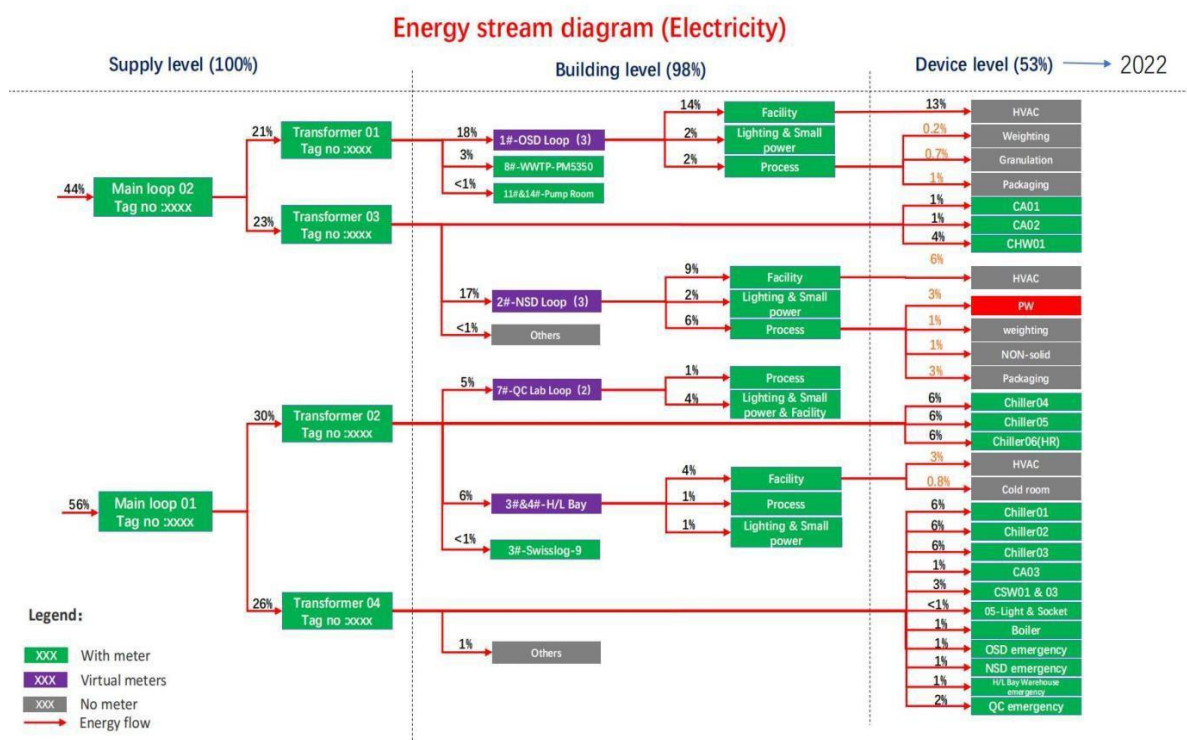 Energy stream diagram (Electricity)
Supply level (100%)
Building level (98%)
Device level (53%)
2022
44%
Main loop 02
Tag no :xxxx
21%
Transformer 01
Tag no :xxxx
23%
Transformer 03
Tag no :xxxx
18%
1#-OSD Loop (3)
3%
8#-WWTP-PM5350
<1%
11#&14#-Pump Room
14%
Facility
2%
Lighting & Small
power
2%
Process
13%
HVAC
0.2%
Weighting
0.7%
Granulation
1%
Packaging
1%
CA01
1%
CA02
4%
CHW01
17%
2#-NSD Loop (3)
<1%
Others
9%
Facility
2%
Lighting & Small
power
6%
Process
6%
HVAC
3%
PW
1%
weighting
1%
NON-solid
3%
Packaging
56%
Main loop 01
Tag no :xxxx
30%
Transformer 02
Tag no :xxxx
26%
Transformer 04
Tag no :xxxx
5%
7#-QC Lab Loop (2)
1%
Process
4%
Lighting & Small
power & Facility
6%
Chiller04
6%
Chiller05
6%
Chiller06(HR)
6%
3#&4#-H/L Bay
<1%
3#-Swisslog-9
4%
Facility
1%
Process
1%
Lighting & Small
power
3%
HVAC
0.8%
Cold room
1%
Others
6%
Chiller01
6%
Chiller02
6%
Chiller03
1%
CA03
3%
CSW01 & 03
<1%
05-Light & Socket
1%
Boiler
1%
OSD emergency
1%
NSD emergency
1%
H/L Bay Warehouse
emergency
2%
QC emergency
Legend:
XXX With meter
XXX Virtual meters
XXX No meter
Energy flow